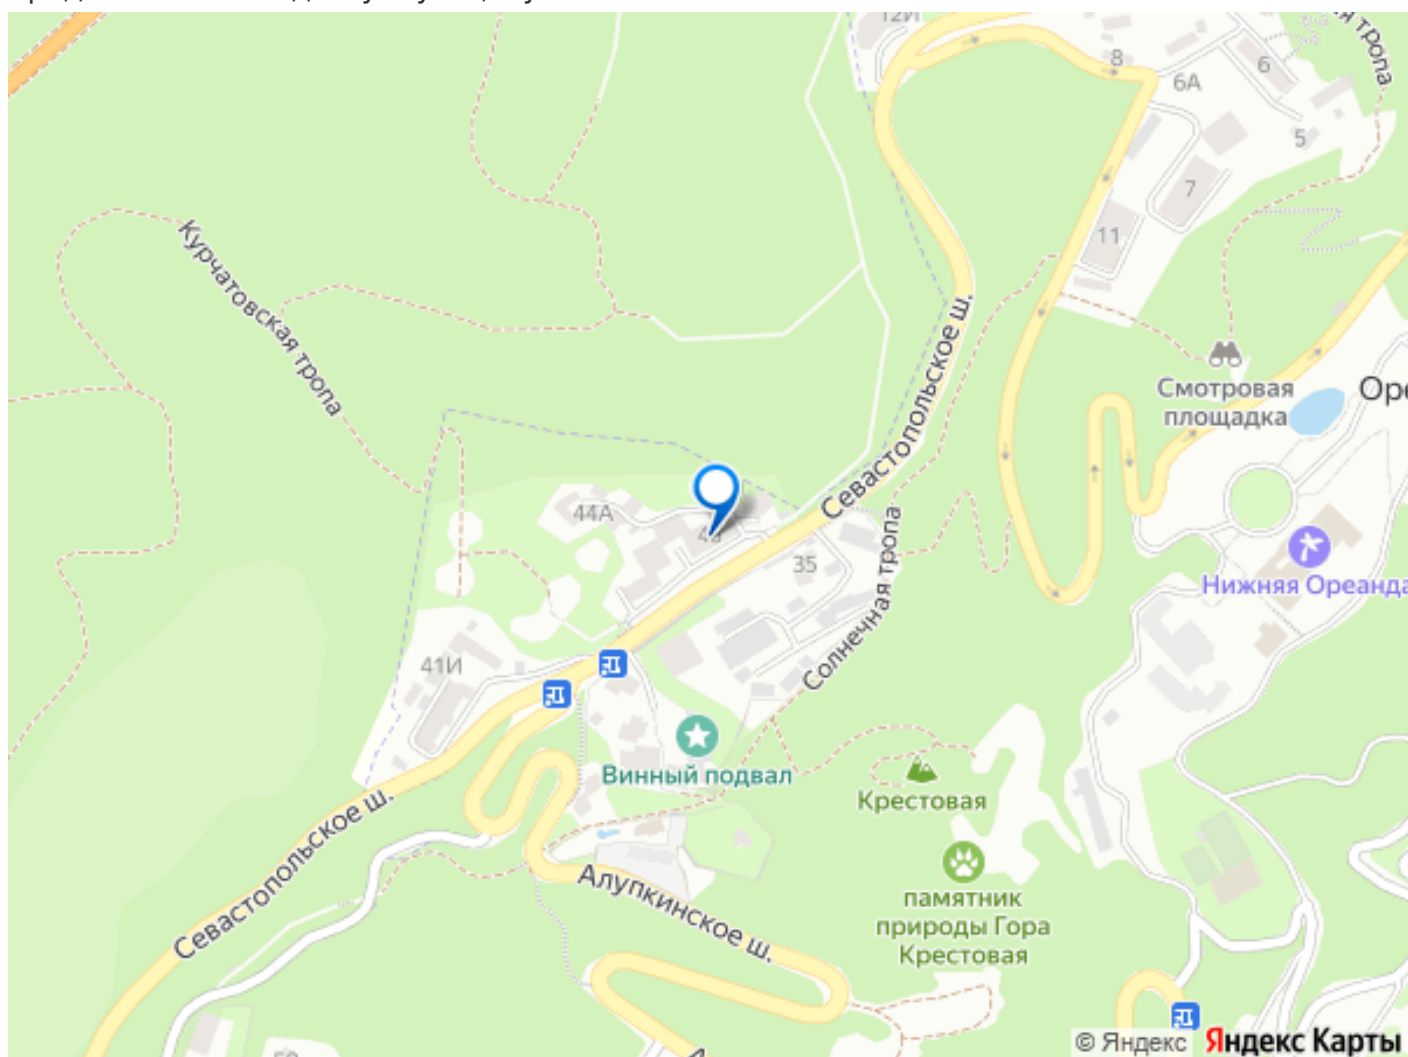 12И
8
6А
6
5
7
11
тропа
Курчатовская тропа
Севастопольское ш.
Смотровая
площадка
44А
35
Солнечная тропа
Нижняя Ореанда
41И
Винный подвал
Крестовая
Севастопольское ш.
Алупкинское ш.
памятник
природы Гора
Крестовая
© Яндекс Яндекс Карты